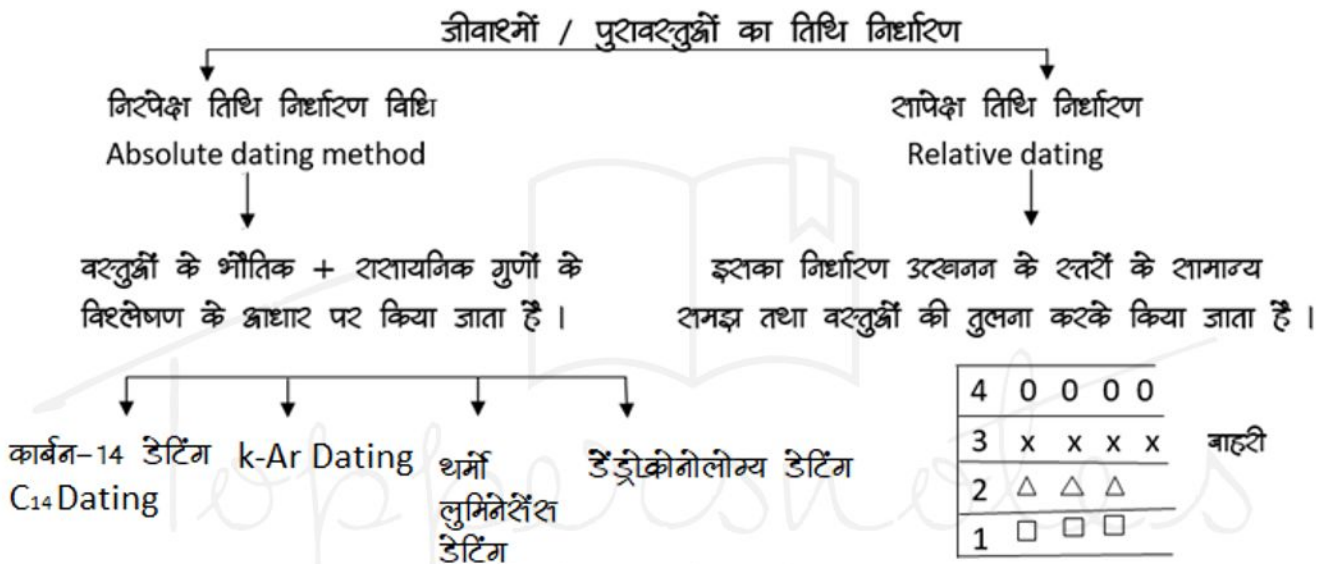 जीवाश्मों / पुरावस्तुओं का तिथि निर्धारण
निरपेक्ष तिथि निर्धारण विधि
Absolute dating method
वस्तुओं के भौतिक + रासायनिक गुणों के
विश्लेषण के आधार पर किया जाता है ।
कार्बन-14 डेटिंग
C14 Dating
k-Ar Dating
थर्मो
लुमिनेसेंस
डेटिंग
डेंड्रोक्रोनोलोग्य डेटिंग
सापेक्ष तिथि निर्धारण
Relative dating
इसका निर्धारण उत्खनन के स्तरों के सामान्य
समझ तथा वस्तुओं की तुलना करके किया जाता है ।
4 0 0 0 0
3 x x x x बाहरी
2 △ △ △
1 □ □ □
Toppersnotes